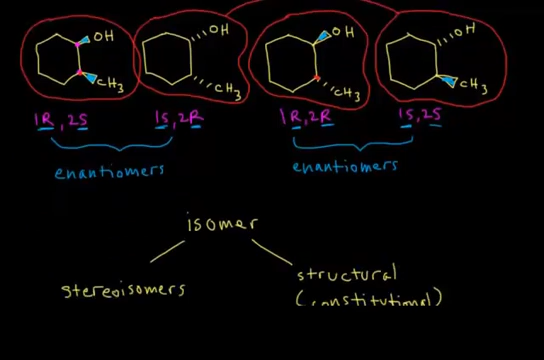 OH OH OH OH
CH3 CH3 CH3 CH3
1R, 2S 1S, 2R 1R, 2R 1S, 2S
enantiomers enantiomers
isomer
stereoisomers
structural
(constitutional)